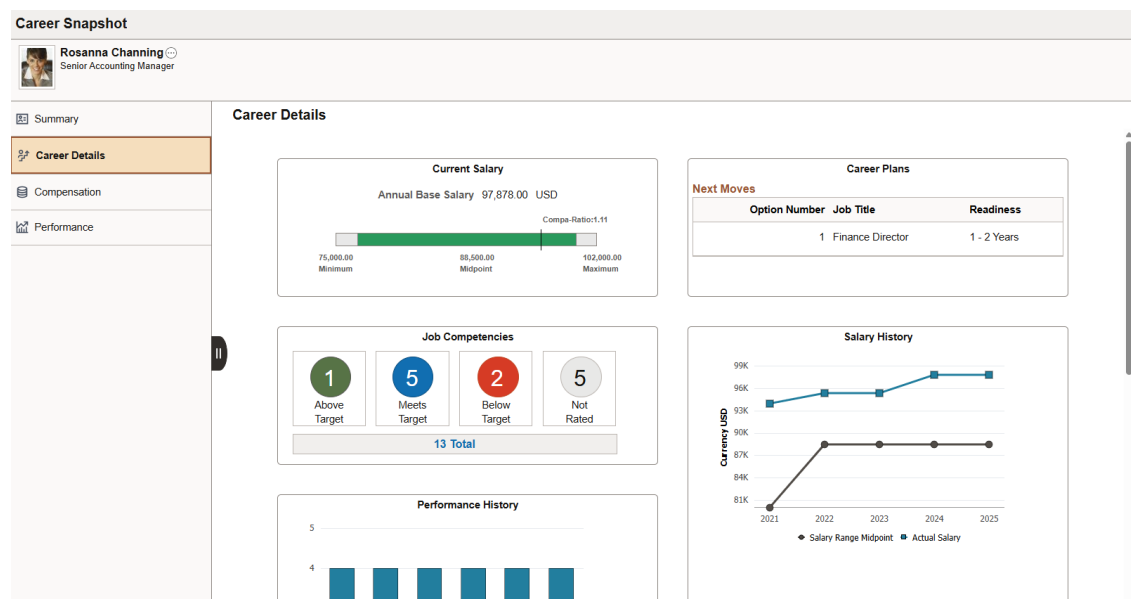 Career Snapshot
Rosanna Channing
Senior Accounting Manager
Summary
Career Details
Compensation
Performance
Career Details
Current Salary
Annual Base Salary 97,878.00 USD
Compa-Ratio:1.11
75,000.00 88,500.00 102,000.00
Minimum Midpoint Maximum
Career Plans
Next Moves
Option Number Job Title Readiness
1 Finance Director 1 - 2 Years
Job Competencies
1 5 2 5
Above Meets Below Not
Target Target Target Rated
13 Total
Salary History
99K
96K
93K
90K
87K
84K
81K
Currency USD
2021 2022 2023 2024 2025
Salary Range Midpoint Actual Salary
Performance History
5
4